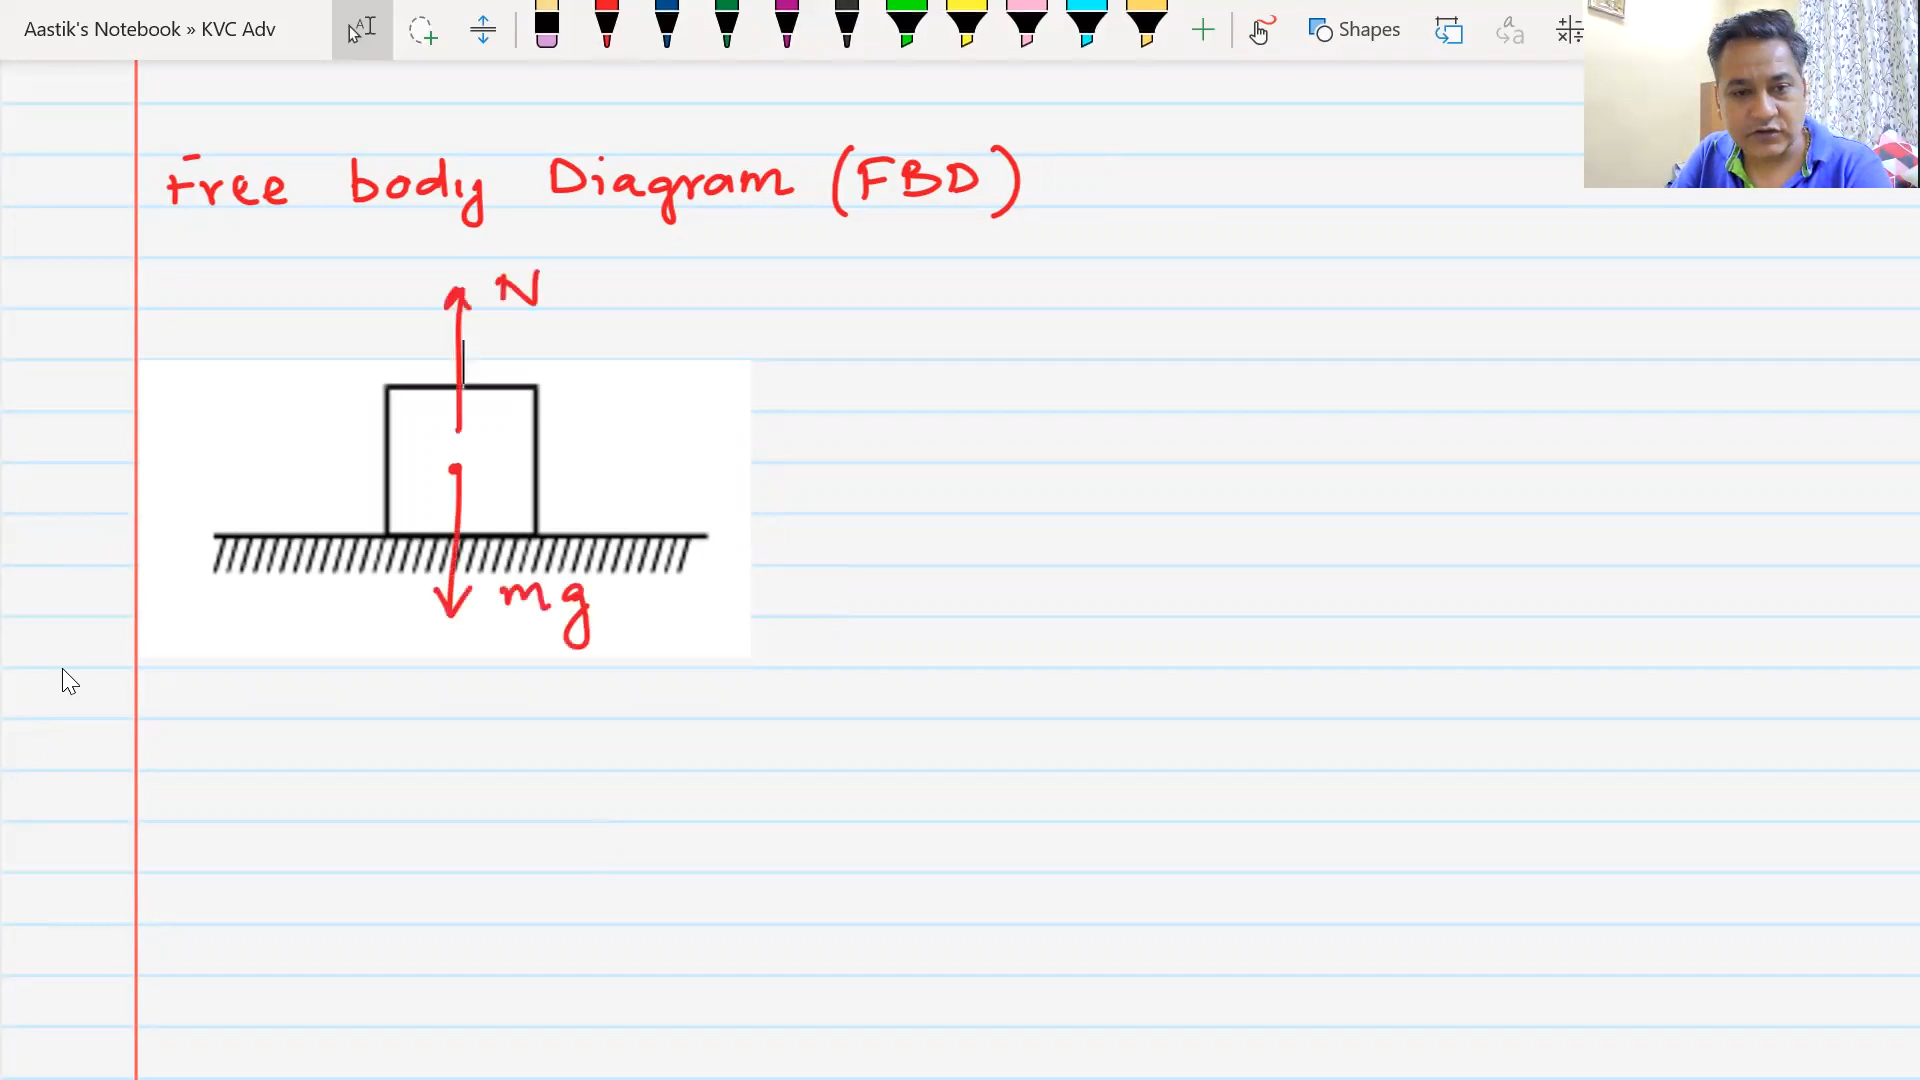 Aastik's Notebook » KVC Adv
Shapes
Free body Diagram (FBD)
N
mg